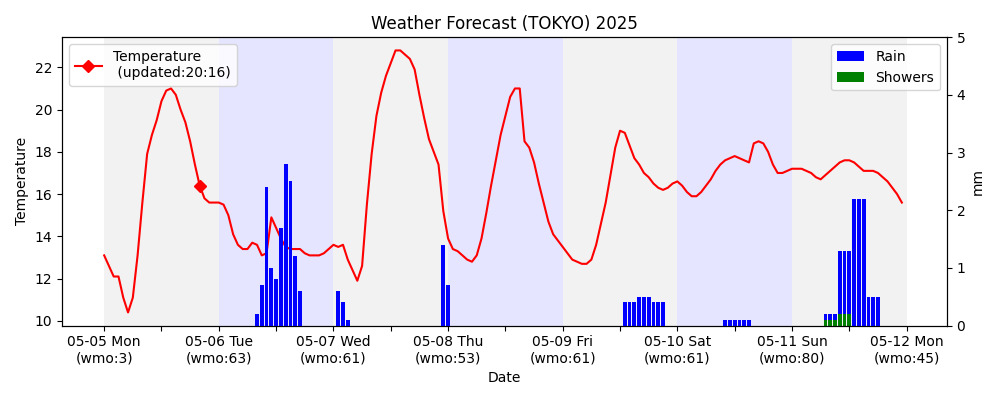 Weather Forecast (TOKYO) 2025
Temperature
(updated:20:16)
Rain
Showers
Temperature
22
20
18
16
14
12
10
5
4
3
2
1
0
mm
05-05 Mon
(wmo:3)
05-06 Tue
(wmo:63)
05-07 Wed
(wmo:61)
05-08 Thu
(wmo:53)
05-09 Fri
(wmo:61)
05-10 Sat
(wmo:61)
05-11 Sun
(wmo:80)
05-12 Mon
(wmo:45)
Date